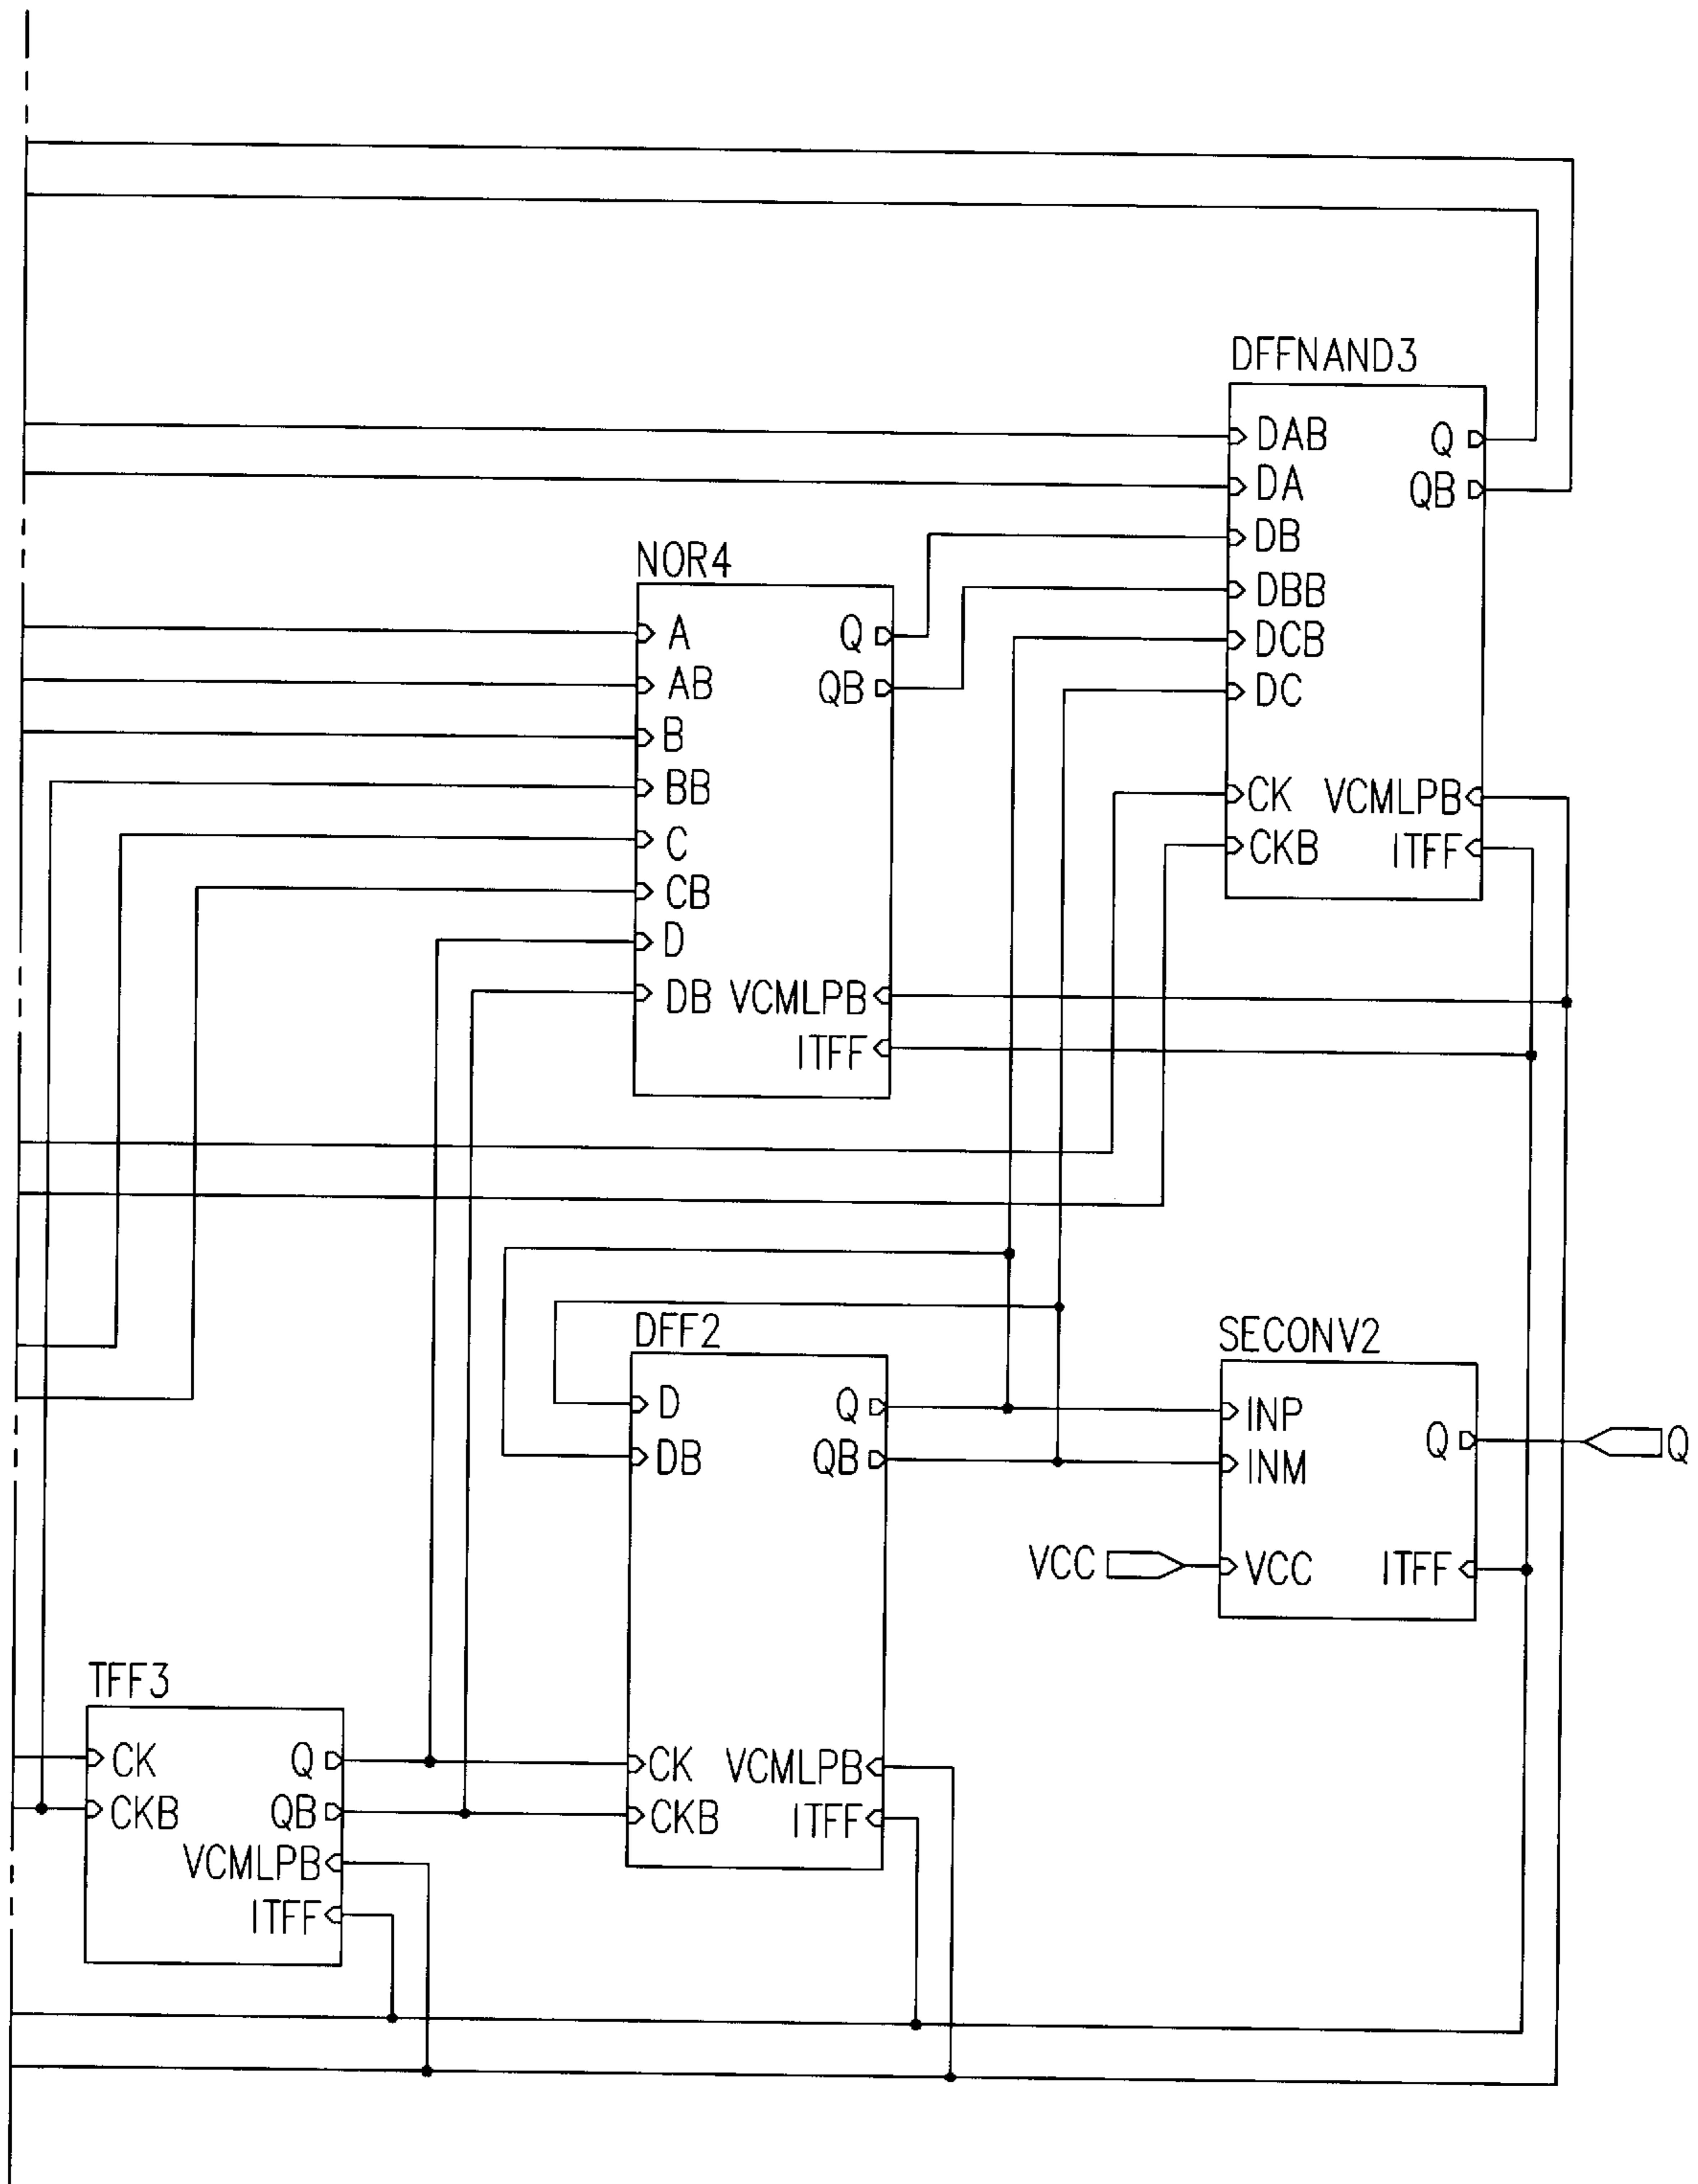 DFFNAND3
DAB Q
DA QB
DB
DBB
DCB
DC
CK VCMLPB
CKB ITFF
NOR4
A Q
AB QB
B
BB
C
CB
D
DB VCMLPB
ITFF
DFF2
D Q
DB QB
CK VCMLPB
CKB ITFF
SECONV2
INP Q Q
INM
VCC VCC ITFF
TFF3
CK Q
CKB QB
VCMLPB
ITFF